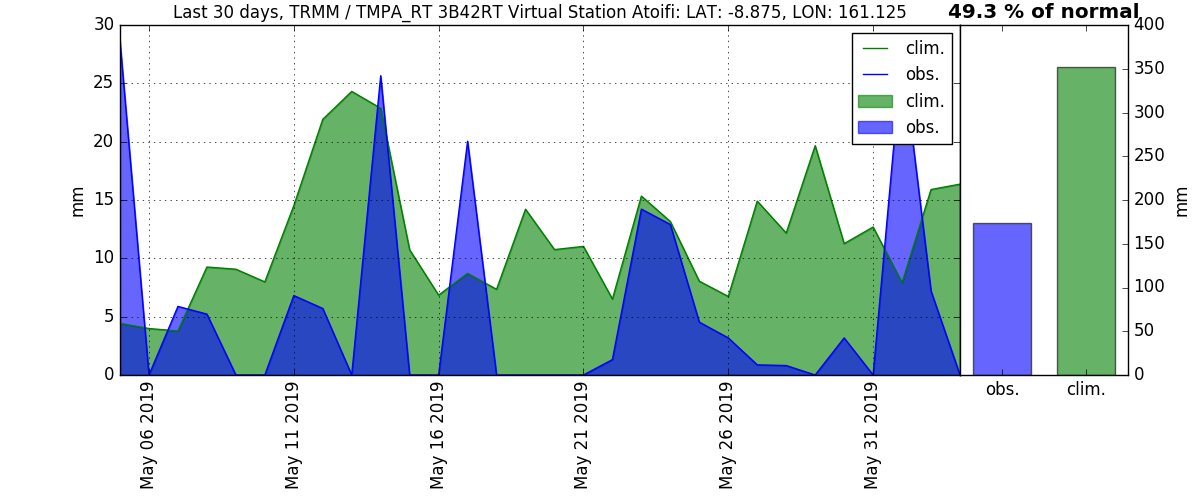 Last 30 days, TRMM / TMPA_RT 3B42RT Virtual Station Atoifi: LAT: -8.875, LON: 161.125
49.3 % of normal
30
25
20
15
10
5
0
mm
May 06 2019
May 11 2019
May 16 2019
May 21 2019
May 26 2019
May 31 2019
clim.
obs.
clim.
obs.
400
350
300
250
200
150
100
50
0
mm
obs.
clim.